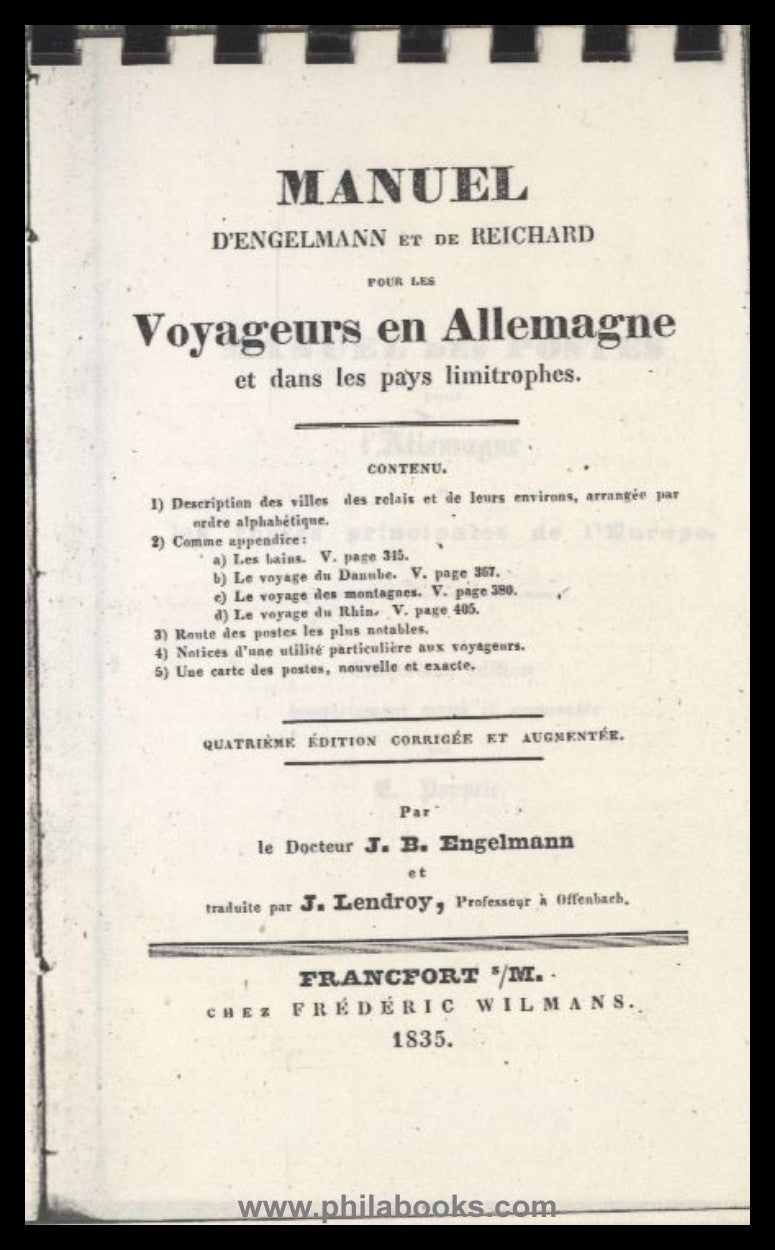 MANUEL
D'ENGELMANN ET DE REICHARD
POUR LES
Voyageurs en Allemagne
et dans les pays limitrophes.
CONTENU.
1) Description des villes des relais et de leurs environs, arrangée par
ordre alphabétique.
2) Comme appendice:
a) Les bains. V. page 315.
b) Le voyage du Danube. V. page 367.
c) Le voyage des montagnes. V. page 380.
d) Le voyage du Rhin. V. page 405.
3) Route des postes les plus notables.
4) Notices d'une utilité particulière aux voyageurs.
5) Une carte des postes, nouvelle et exacte.
QUATRIÈME ÉDITION CORRIGÉE ET AUGMENTÉE.
Par
le Docteur J. B. Engelmann
et
traduite par J. Lendroy, Professeur à Offenbach.
FRANCFORT s/M.
CHEZ FRÉDÉRIC WILMANS.
1835.
www.philabooks.com